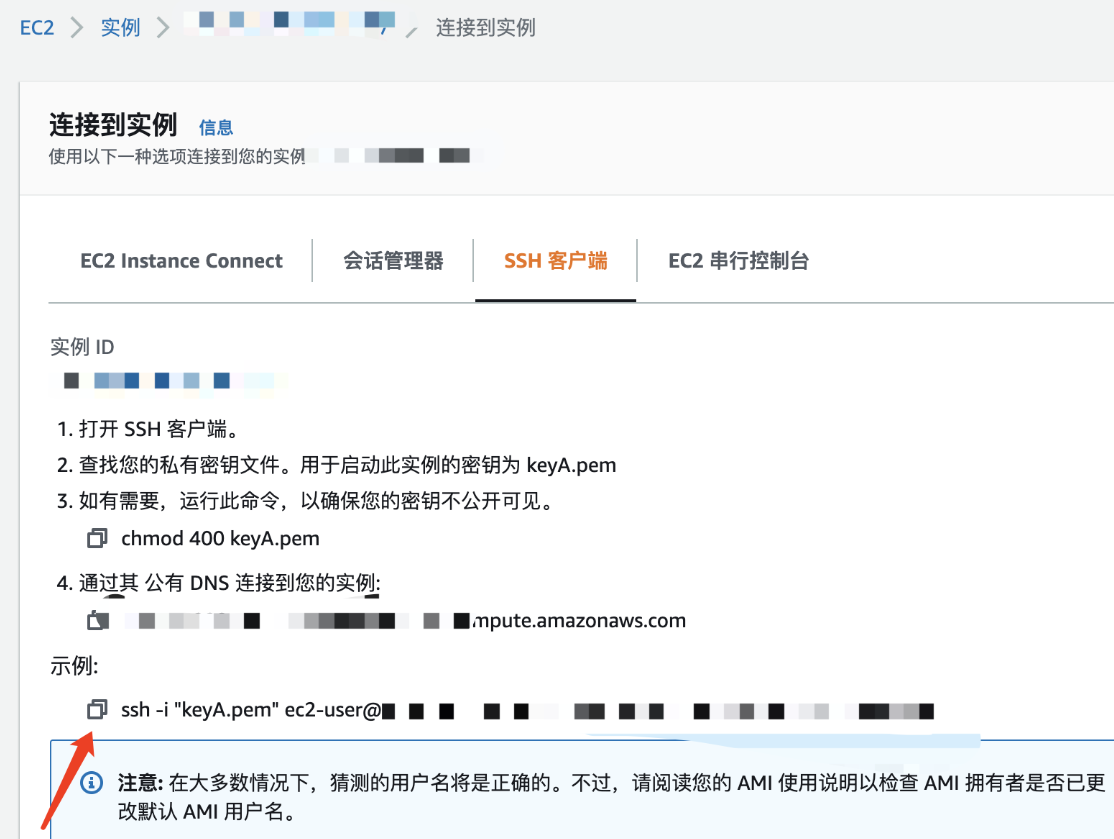 EC2 > 实例 > 连接到实例
连接到实例 信息
使用以下一种选项连接到您的实例
EC2 Instance Connect 会话管理器 SSH 客户端 EC2 串行控制台
实例 ID
1. 打开 SSH 客户端。
2. 查找您的私有密钥文件。用于启动此实例的密钥为 keyA.pem
3. 如有需要，运行此命令，以确保您的密钥不公开可见。
chmod 400 keyA.pem
4. 通过其 公有 DNS 连接到您的实例:
mpute.amazonaws.com
示例:
ssh -i "keyA.pem" ec2-user@
注意: 在大多数情况下，猜测的用户名将是正确的。不过，请阅读您的 AMI 使用说明以检查 AMI 拥有者是否已更
改默认 AMI 用户名。